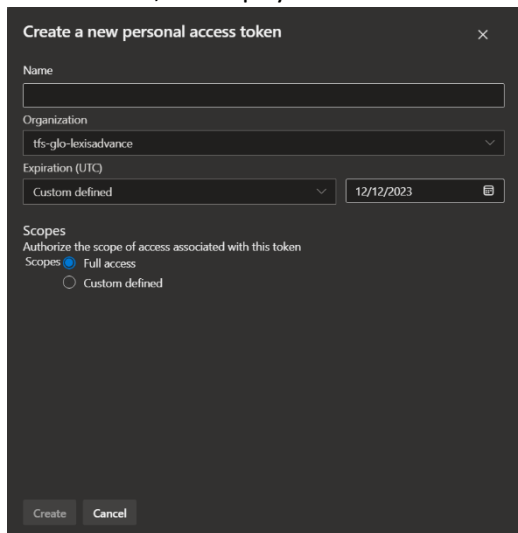 Create a new personal access token
Name
Organization
tfs-glo-lexisadvance
Expiration (UTC)
Custom defined 12/12/2023
Scopes
Authorize the scope of access associated with this token
Scopes Full access
Custom defined
Create Cancel